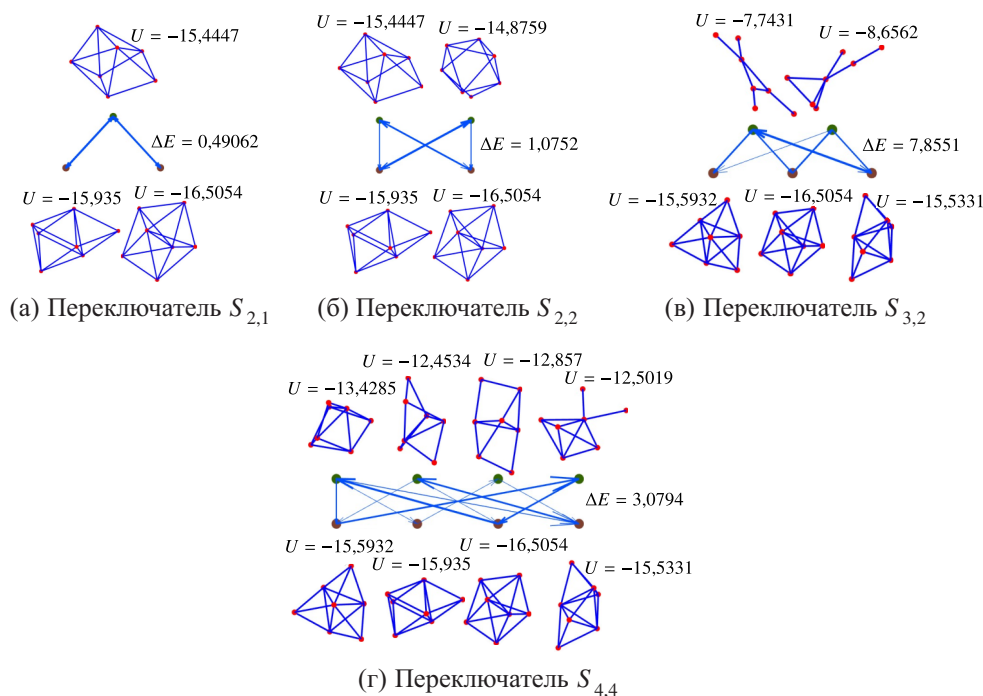 U = −15,4447
ΔE = 0,49062
U = −15,935
U = −16,5054
(а) Переключатель S2,1
U = −15,4447
U = −14,8759
ΔE = 1,0752
U = −15,935
U = −16,5054
(б) Переключатель S2,2
U = −7,7431
U = −8,6562
ΔE = 7,8551
U = −15,5932
U = −16,5054
U = −15,5331
(в) Переключатель S3,2
U = −13,4285
U = −12,4534
U = −12,857
U = −12,5019
ΔE = 3,0794
U = −15,5932
U = −15,935
U = −16,5054
U = −15,5331
(г) Переключатель S4,4